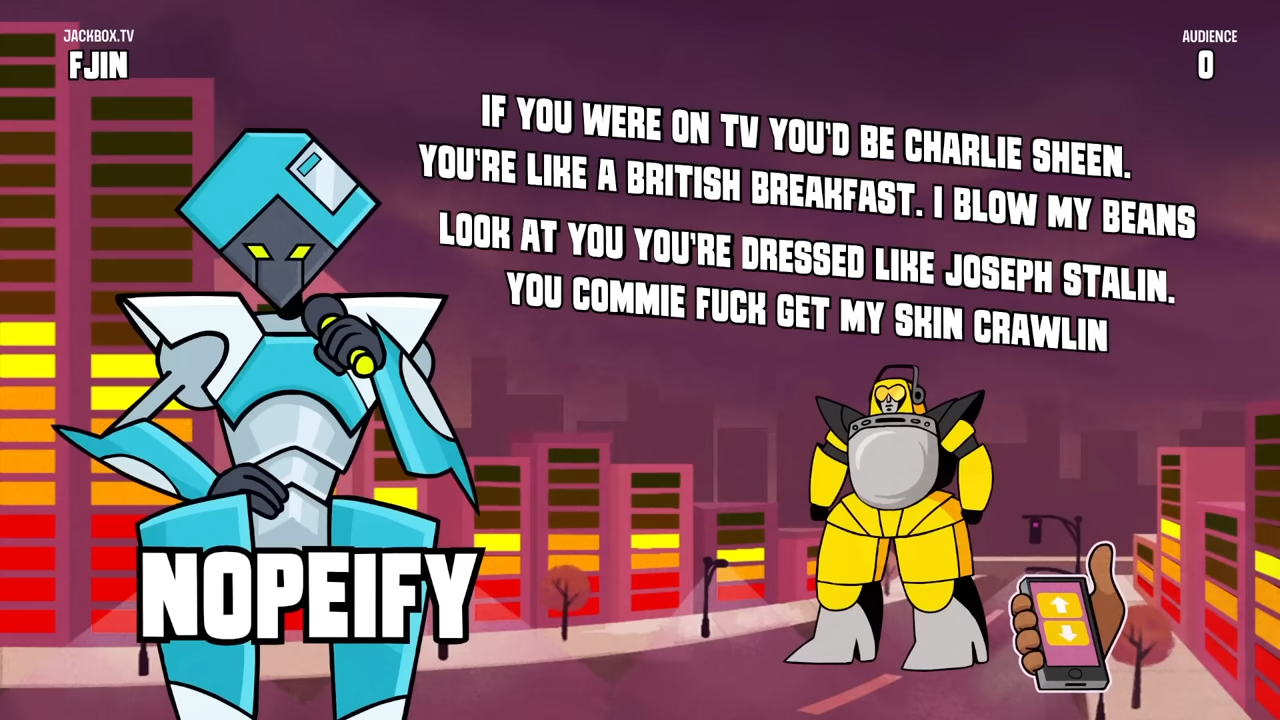 JACKBOX.TV
FJIN
AUDIENCE
0
IF YOU WERE ON TV YOU'D BE CHARLIE SHEEN.
YOU'RE LIKE A BRITISH BREAKFAST. I BLOW MY BEANS
LOOK AT YOU YOU'RE DRESSED LIKE JOSEPH STALIN.
YOU COMMIE FUCK GET MY SKIN CRAWLIN
NOPEIFY